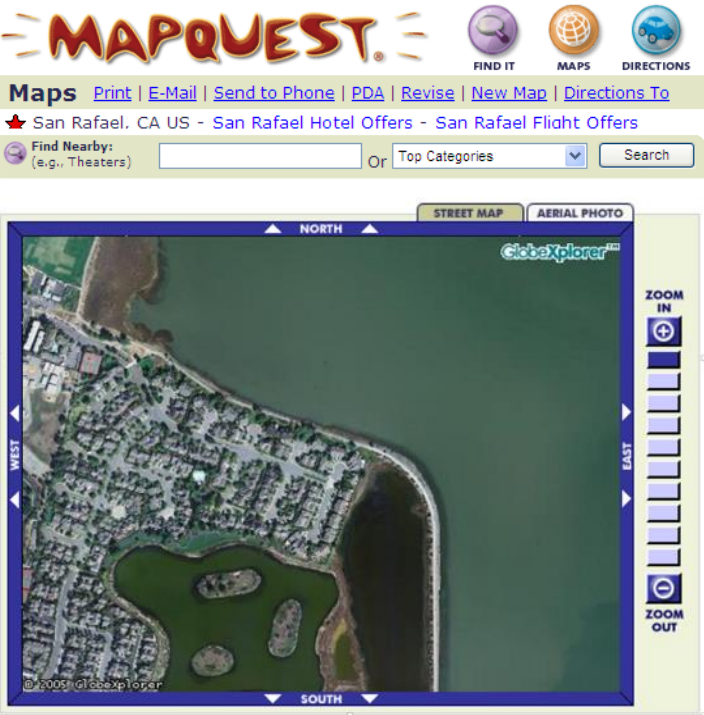 MAPQUEST®
FIND IT MAPS DIRECTIONS
Maps Print | E-Mail | Send to Phone | PDA | Revise | New Map | Directions To
San Rafael, CA US - San Rafael Hotel Offers - San Rafael Flight Offers
Find Nearby:
(e.g., Theaters) Or Top Categories Search
STREET MAP AERIAL PHOTO
NORTH
GlobeXplorer™
ZOOM
IN
WEST
EAST
ZOOM
OUT
© 2005 GlobeXplorer
SOUTH